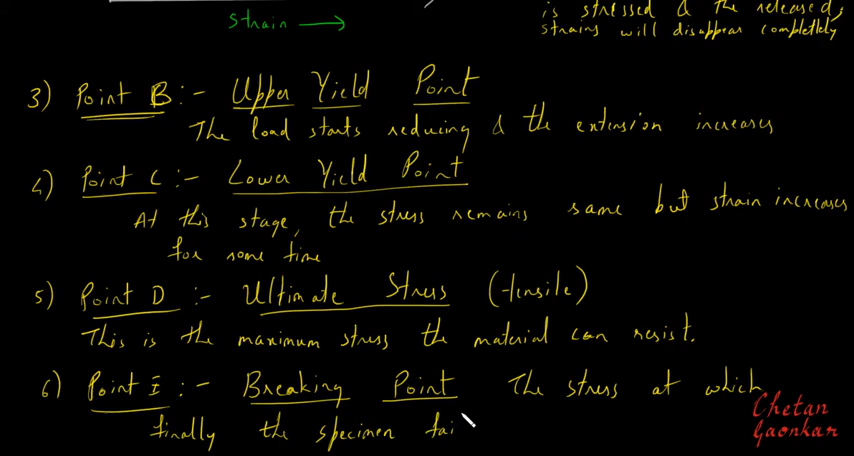 is stressed & the released,
strain → strains will disappear completely
3) Point B :- Upper Yield Point
The load starts reducing & the extension increases
4) Point C :- Lower Yield Point
At this stage, the stress remains same but strain increases
for some time
5) Point D :- Ultimate Stress (tensile)
This is the maximum stress the material can resist.
6) Point E :- Breaking Point The stress at which
finally the specimen fai
Chetan
Gaonkar